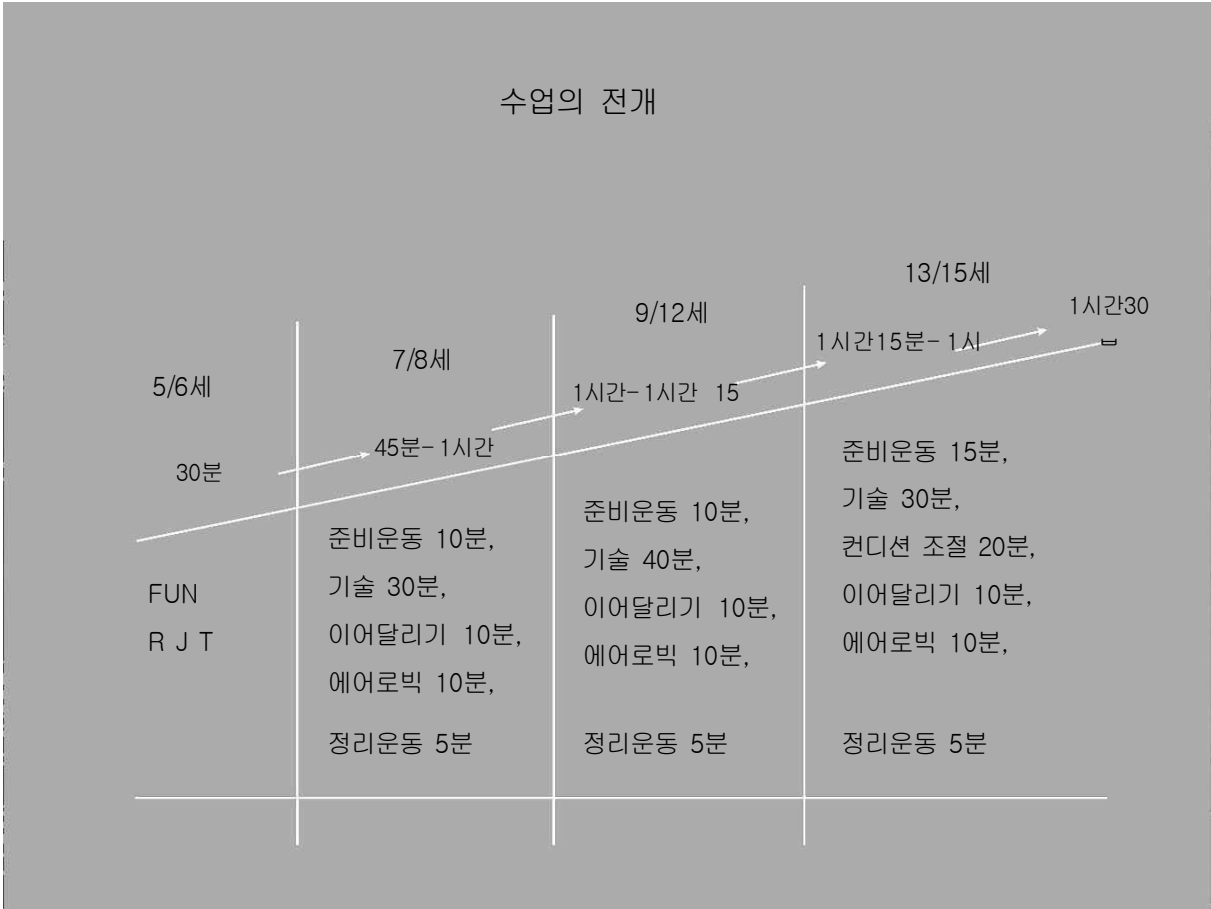 수업의 전개
5/6세
30분
FUN
R J T
7/8세
45분-1시간
준비운동 10분,
기술 30분,
이어달리기 10분,
에어로빅 10분,
정리운동 5분
9/12세
1시간-1시간 15
준비운동 10분,
기술 40분,
이어달리기 10분,
에어로빅 10분,
정리운동 5분
13/15세
1시간15분-1시
1시간30
준비운동 15분,
기술 30분,
컨디션 조절 20분,
이어달리기 10분,
에어로빅 10분,
정리운동 5분